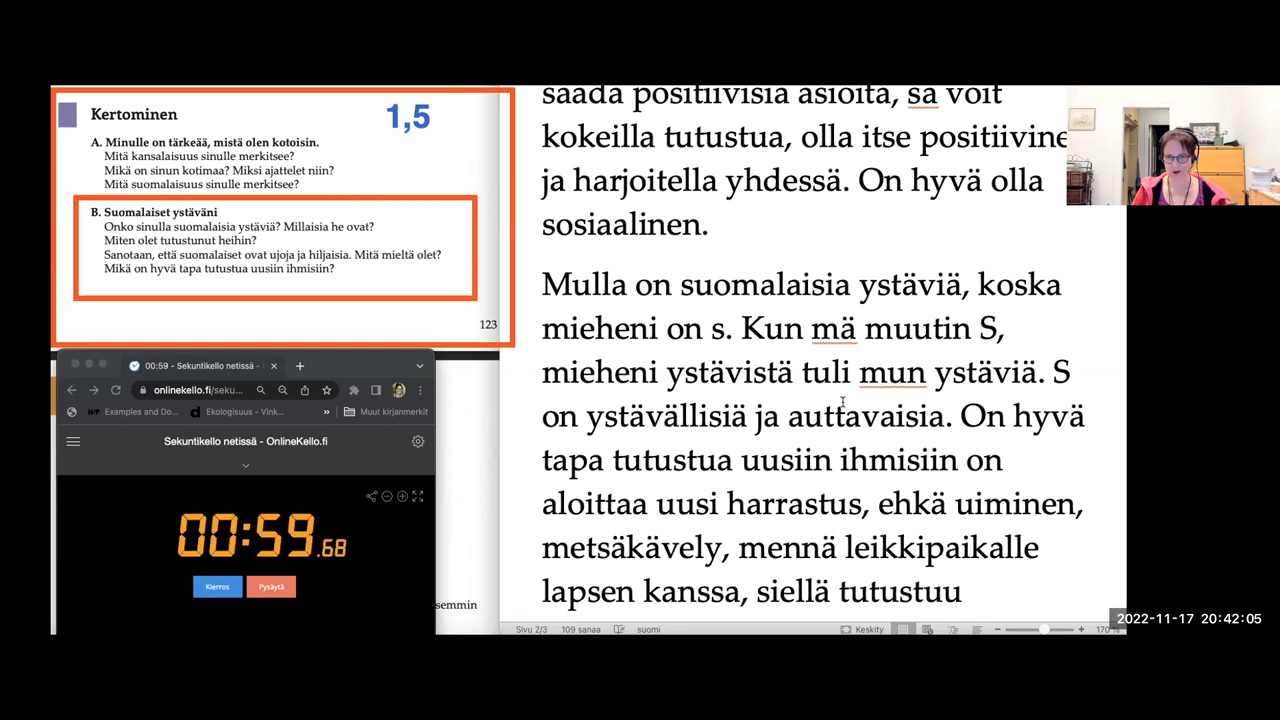 Kertominen
1,5
A. Minulle on tärkeää, mistä olen kotoisin.
Mitä kansalaisuus sinulle merkitsee?
Mikä on sinun kotimaa? Miksi ajattelet niin?
Mitä suomalaisuus sinulle merkitsee?
B. Suomalaiset ystäväni
Onko sinulla suomalaisia ystäviä? Millaisia he ovat?
Miten olet tutustunut heihin?
Sanotaan, että suomalaiset ovat ujoja ja hiljaisia. Mitä mieltä olet?
Mikä on hyvä tapa tutustua uusiin ihmisiin?
123
00:59 - Sekuntikello netissä -
onlinekello.fi/seku...
Examples and Do...
Ekologisuus - Vink...
»
Muut kirjanmerkit
Sekuntikello netissä - OnlineKello.fi
00:59.68
Kierros
Pysäytä
semmin
saada positiivisia asioita, sä voit
kokeilla tutustua, olla itse positiivine
ja harjoitella yhdessä. On hyvä olla
sosiaalinen.
Mulla on suomalaisia ystäviä, koska
mieheni on s. Kun mä muutin S,
mieheni ystävistä tuli mun ystäviä. S
on ystävällisiä ja auttavaisia. On hyvä
tapa tutustua uusiin ihmisiin on
aloittaa uusi harrastus, ehkä uiminen,
metsäkävely, mennä leikkipaikalle
lapsen kanssa, siellä tutustuu
Sivu 2/3
109 sanaa
suomi
Keskity
170 %
2022-11-17 20:42:05